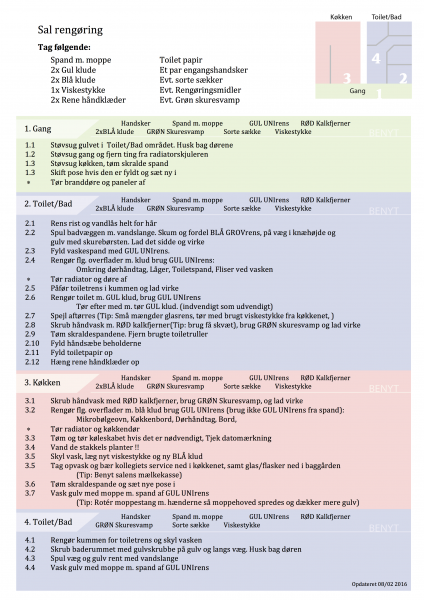 Sal rengøring
Køkken Toilet/Bad
Tag følgende:
Spand m. moppe Toilet papir
2x Gul klude Et par engangshandsker
2x Blå klude Evt. sorte sækker
1x Viskestykke Evt. Rengøringsmidler
2x Rene håndklæder Evt. Grøn skuresvamp
4
3 2
Gang 1
1. Gang
Handsker Spand m. moppe GUL UNIrens RØD Kalkfjerner
2xBLÅ klude GRØN Skuresvamp Sorte sække Viskestykke BENYT
1.1 Støvsug gulvet i Toilet/Bad området. Husk bag dørene
1.2 Støvsug gang og fjern ting fra radiatorskjuleren
1.3 Støvsug køkken, tøm skralde spand
1.3 Skift pose hvis den er fyldt og sæt ny i
* Tør branddøre og paneler af
2. Toilet/Bad
Handsker Spand m. moppe GUL UNIrens RØD Kalkfjerner
2xBLÅ klude GRØN Skuresvamp Sorte sække Viskestykke BENYT
2.1 Rens rist og vandlås helt for hår
2.2 Spul badvæggen m. vandslange. Skum og fordel BLÅ GROVrens, på væg i knæhøjde og
gulv med skurebørsten. Lad det sidde og virke
2.3 Fyld vaskespand med GUL UNIrens.
2.4 Rengør flg. overflader m. klud brug GUL UNIrens:
Omkring dørhåndtag, Låger, Toiletspand, Fliser ved vasken
* Tør radiator og døre af
2.5 Påfør toiletrens i kummen og lad virke
2.6 Rengør toilet m. GUL klud, brug GUL UNIrens
Tør efter med m. tør GUL klud. (indvendigt som udvendigt)
2.7 Spejl aftørres (Tip: Små mængder glasrens, tør med brugt viskestykke fra køkkenet, )
2.8 Skrub håndvask m. RØD kalkfjerner(Tip: brug få skvæt), brug GRØN skuresvamp og lad virke
2.9 Tøm skraldespandene. Fjern brugte toiletruller
2.10 Fyld håndsæbe beholderne
2.11 Fyld toiletpapir op
2.12 Hæng rene håndklæder op
3. Køkken
Handsker Spand m. moppe GUL UNIrens RØD Kalkfjerner
2xBLÅ klude GRØN Skuresvamp Sorte sække Viskestykke BENYT
3.1 Skrub håndvask med RØD kalkfjerner, brug GRØN Skuresvamp, og lad virke
3.2 Rengør flg. overflader m. blå klud brug GUL UNIrens (brug ikke GUL UNIrens fra spand):
Mikrobølgeovn, Køkkenbord, Dørhåndtag, Bord,
* Tør radiator og køkkendør
3.3 Tøm og tør køleskabet hvis det er nødvendigt, Tjek datomærkning
3.4 Vand de stakkels planter !!
3.5 Skyl vask, læg nyt viskestykke og ny BLÅ klud
3.5 Tag opvask og bær kollegiets service ned i køkkenet, samt glas/flasker ned i baggården
(Tip: Benyt salens mælkekasse)
3.6 Tøm skraldespande og sæt nye pose i
3.7 Vask gulv med moppe m. spand af GUL UNIrens
(Tip: Rotér moppestang m. hænderne så moppehoved spredes og dækker mere gulv)
4. Toilet/Bad
Handsker Spand m. moppe GUL UNIrens RØD Kalkfjerner
GRØN Skuresvamp Sorte sække Viskestykke BENYT
4.1 Rengør kummen for toiletrens og skyl vasken
4.2 Skrub baderummet med gulvskrubbe på gulv og langs væg. Husk bag døren
4.3 Spul væg og gulv rent med vandslange
4.4 Vask gulv med moppe m. spand af GUL UNIrens
Opdateret 08/02 2016